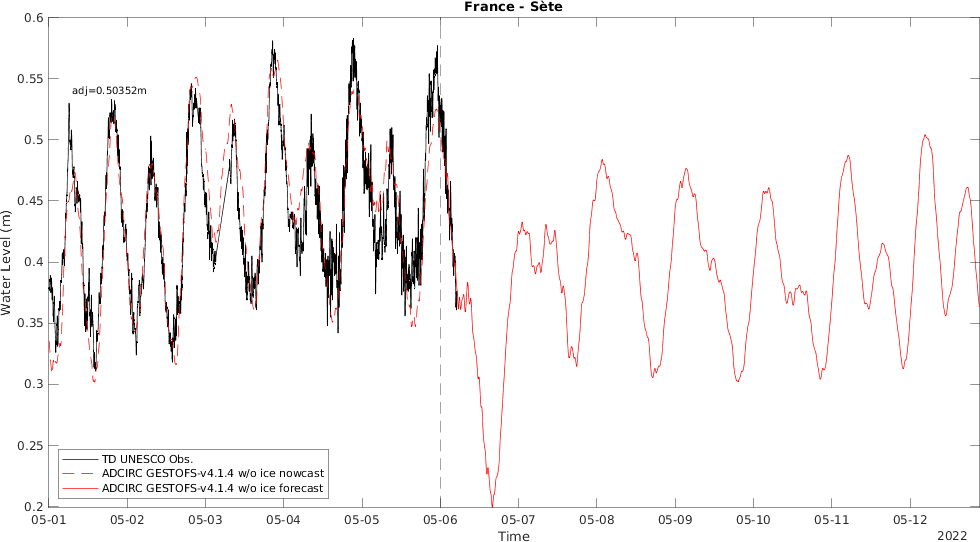 France - Sète
0.6
0.55
0.5
0.45
0.4
0.35
0.3
0.25
0.2
Water Level (m)
adj=0.50352m
TD UNESCO Obs.
ADCIRC GESTOFS-v4.1.4 w/o ice nowcast
ADCIRC GESTOFS-v4.1.4 w/o ice forecast
05-01 05-02 05-03 05-04 05-05 05-06 05-07 05-08 05-09 05-10 05-11 05-12
Time
2022